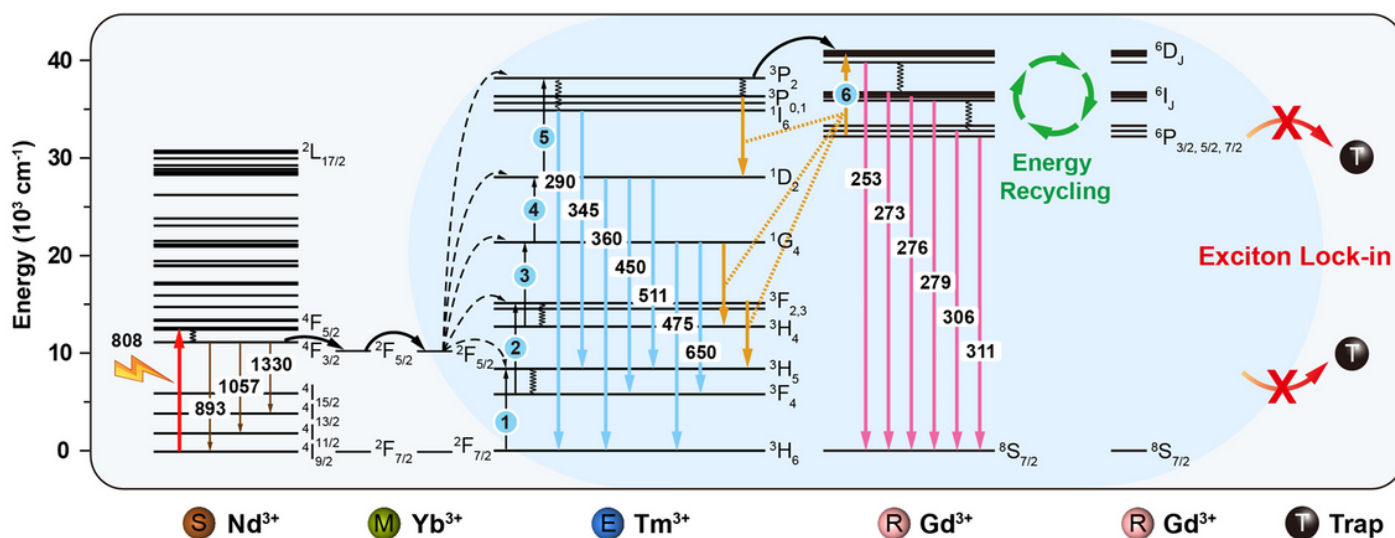 Energy (10³ cm⁻¹)
40
30
20
10
0
²L₁₇/₂
⁴F₅/₂
⁴F₃/₂
⁴I₁₅/₂
⁴I₁₃/₂
⁴I₁₁/₂
⁴I₉/₂
808
893
1057
1330
²F₅/₂
²F₇/₂
²F₅/₂
²F₇/₂
1
2
3
4
5
³P₂
³P₀,₁
¹I₆
¹D₂
¹G₄
³F₂,₃
³H₄
³H₅
³F₄
³H₆
290
345
360
450
511
475
650
6
253
273
276
279
306
311
⁸S₇/₂
Energy
Recycling
⁶D_J
⁶I_J
⁶P₃/₂, ₅/₂, ₇/₂
⁸S₇/₂
X
T
Exciton Lock-in
X
T
S Nd³⁺
M Yb³⁺
E Tm³⁺
R Gd³⁺
R Gd³⁺
T Trap